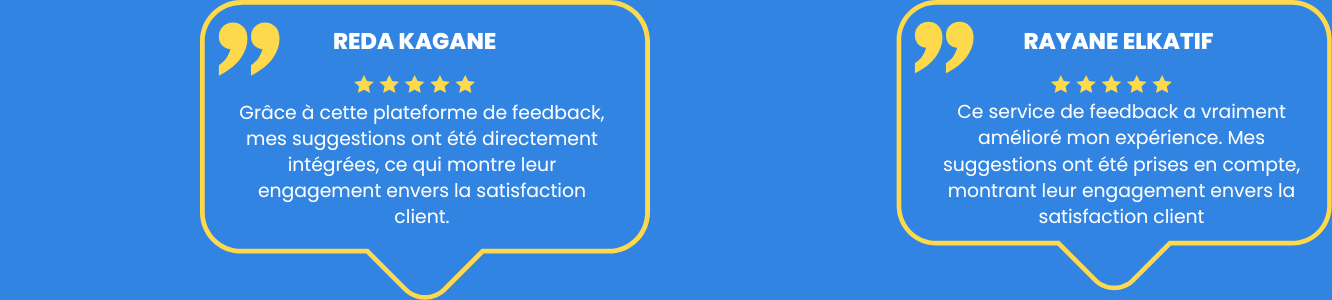 REDA KAGANE
Grâce à cette plateforme de feedback,
mes suggestions ont été directement
intégrées, ce qui montre leur
engagement envers la satisfaction
client.
RAYANE ELKATIF
Ce service de feedback a vraiment
amélioré mon expérience. Mes
suggestions ont été prises en compte,
montrant leur engagement envers la
satisfaction client